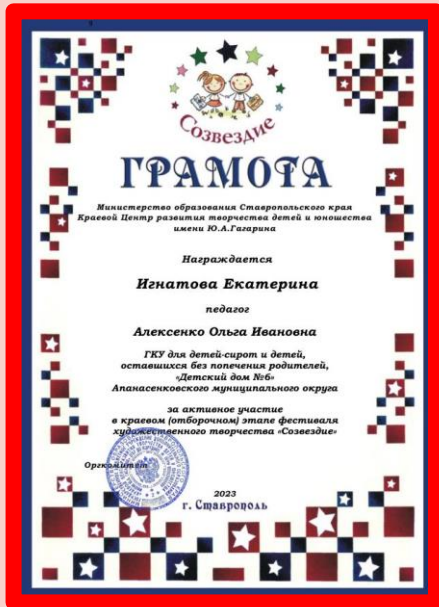 Созвездие
ГРАМОТА
Министерство образования Ставропольского края
Краевой Центр развития творчества детей и юношества
имени Ю.А.Гагарина
Награждается
Игнатова Екатерина
педагог
Алексенко Ольга Ивановна
ГКУ для детей-сирот и детей,
оставшихся без попечения родителей,
«Детский дом №6»
Апанасенковского муниципального округа
за активное участие
в краевом (отборочном) этапе фестиваля
художественного творчества «Созвездие»
Оргкомитет
2023
г. Ставрополь